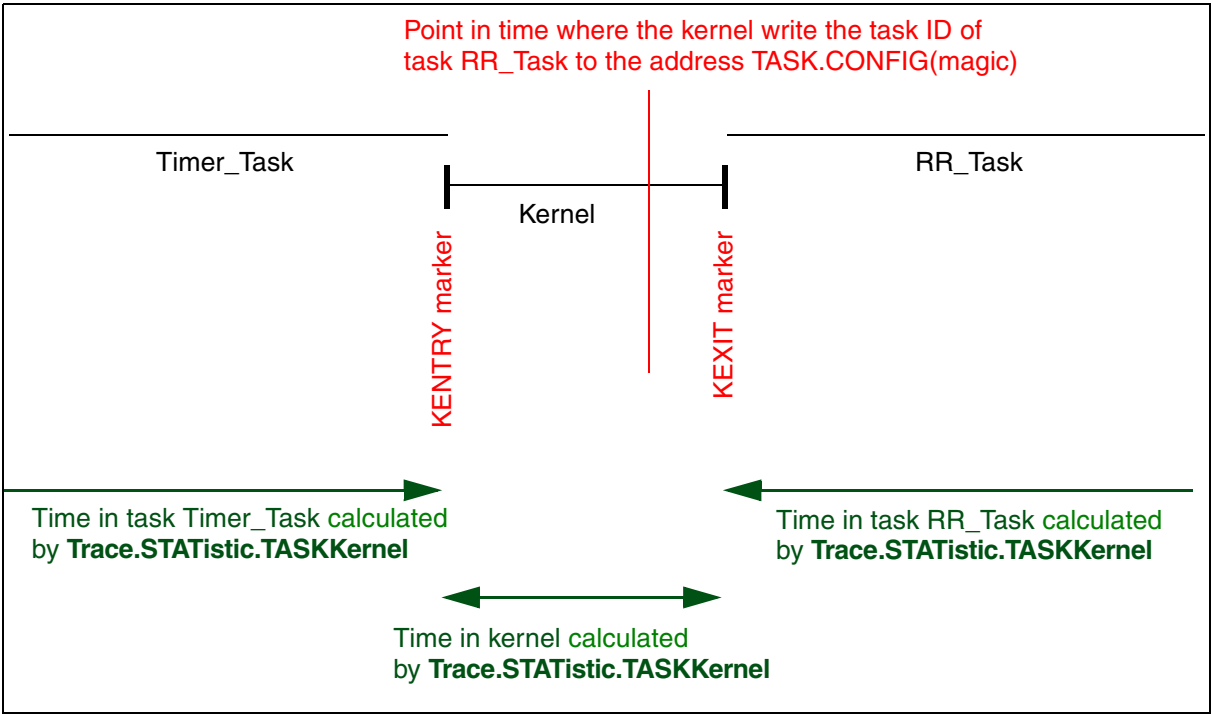 Point in time where the kernel write the task ID of
task RR_Task to the address TASK.CONFIG(magic)
Timer_Task
RR_Task
Kernel
KENTRY marker
KEXIT marker
Time in task Timer_Task calculated
by Trace.STATistic.TASKKernel
Time in task RR_Task calculated
by Trace.STATistic.TASKKernel
Time in kernel calculated
by Trace.STATistic.TASKKernel